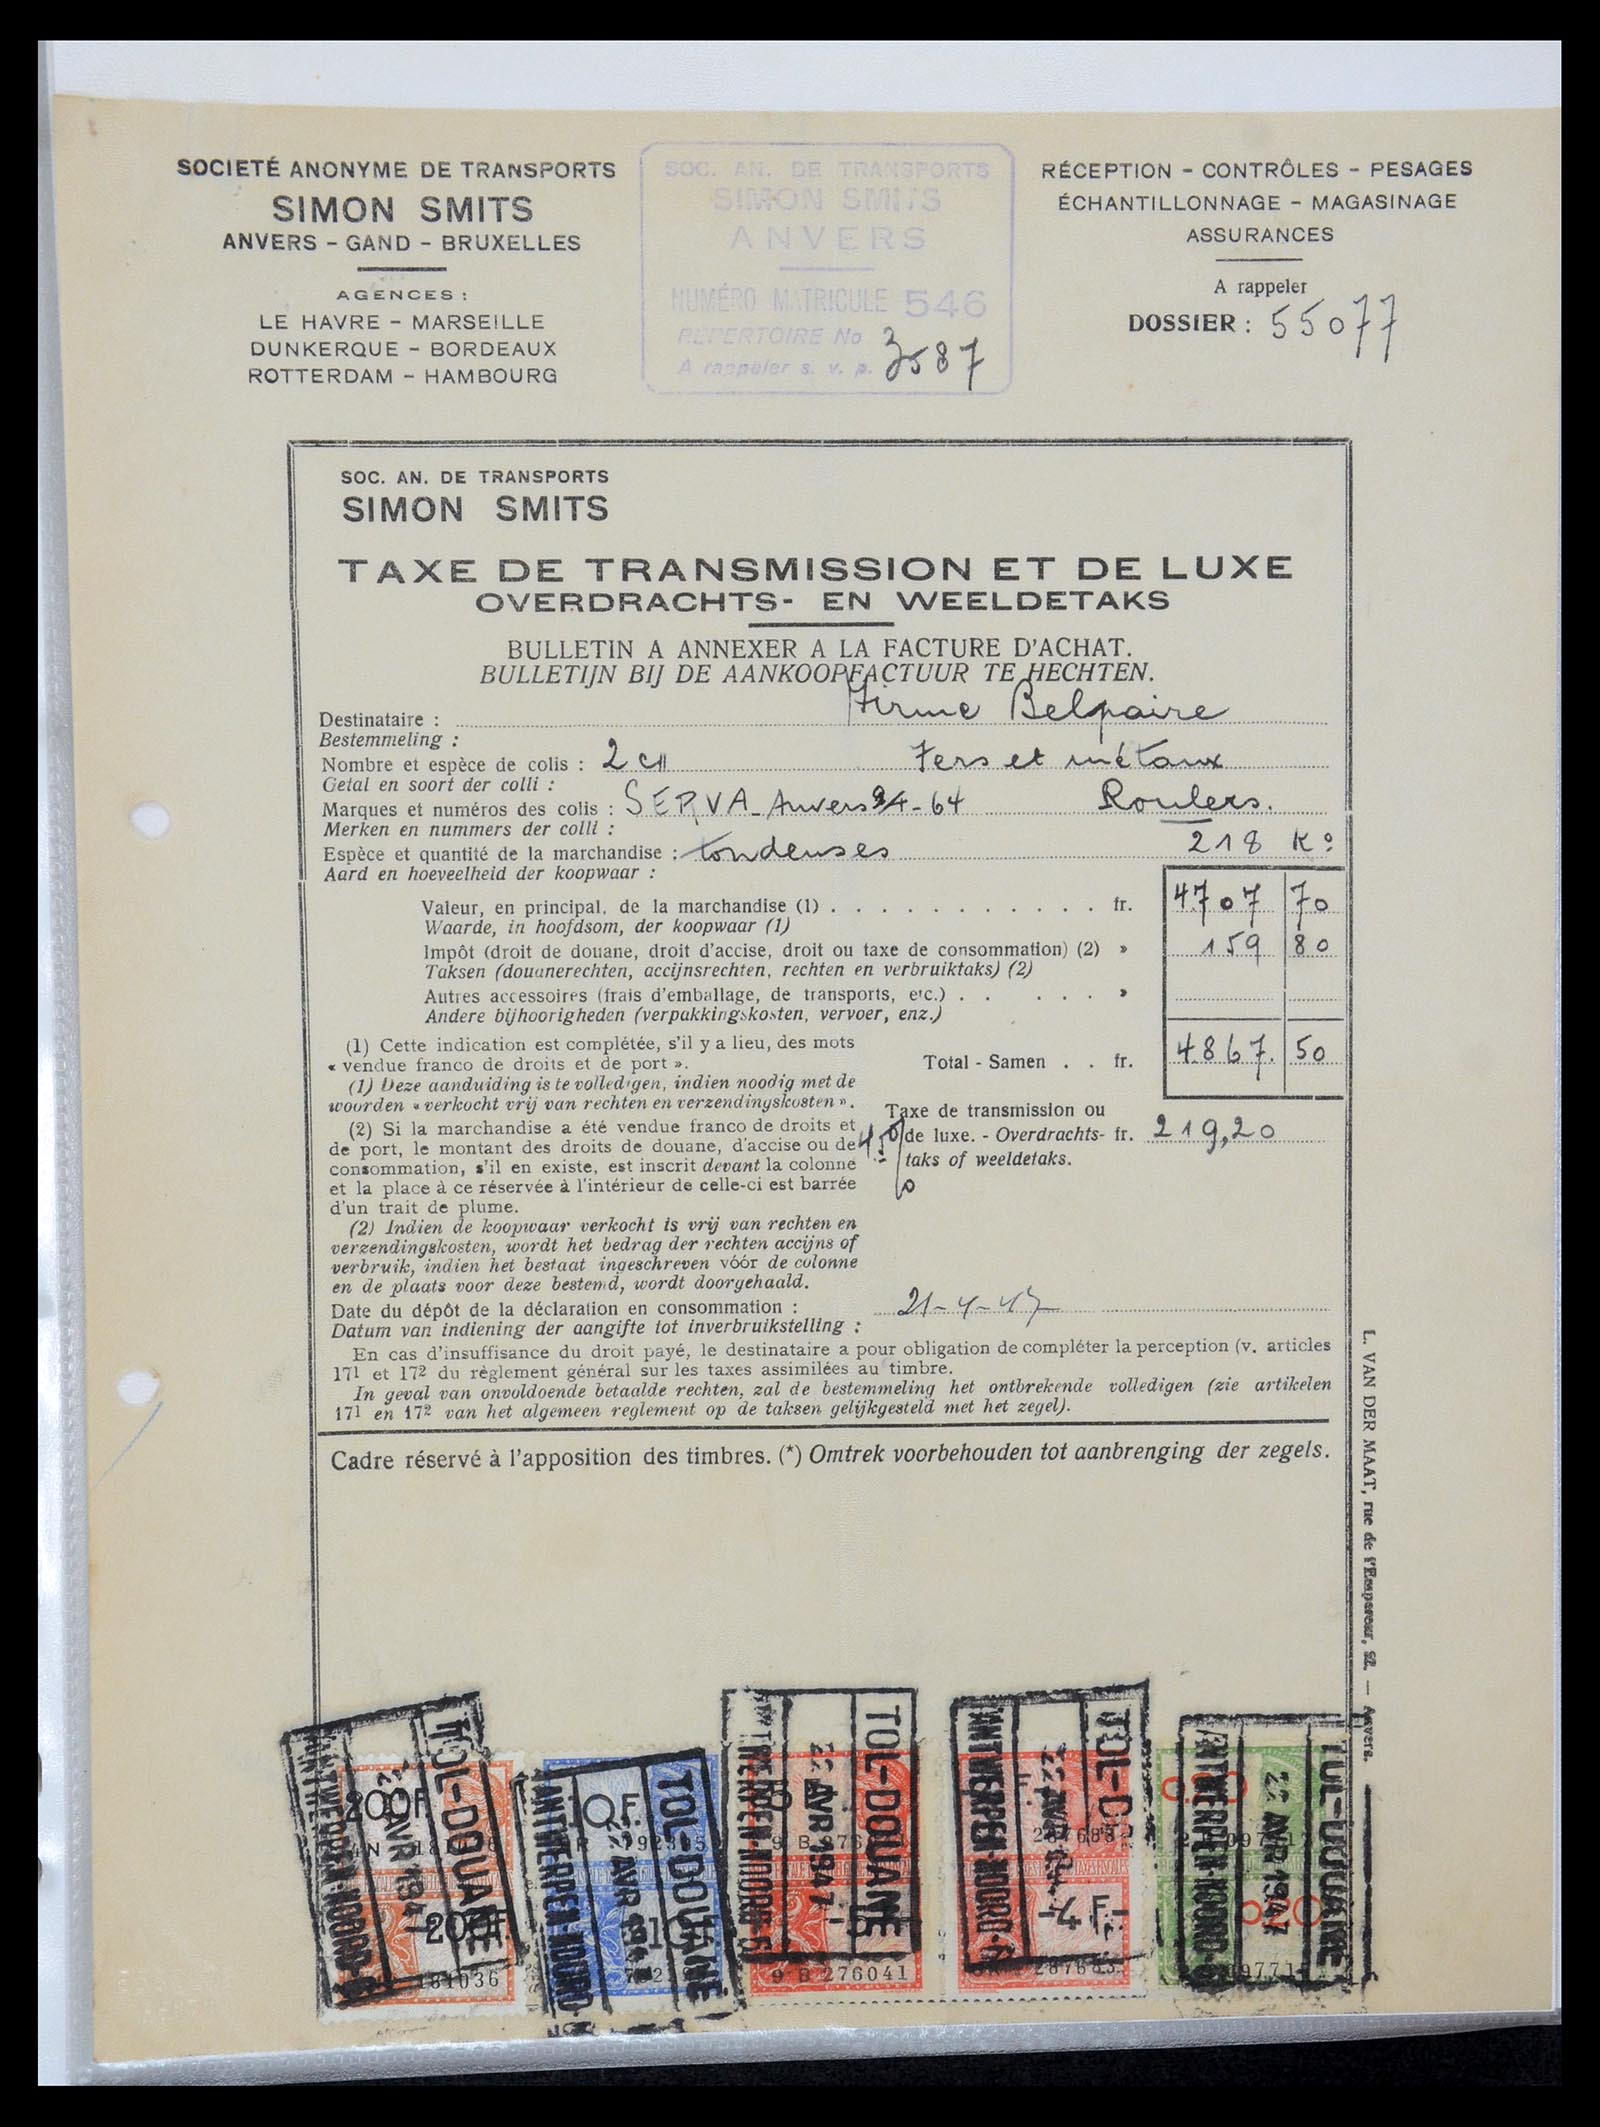 SOCIETÉ ANONYME DE TRANSPORTS
SIMON SMITS
ANVERS - GAND - BRUXELLES
AGENCES :
LE HAVRE - MARSEILLE
DUNKERQUE - BORDEAUX
ROTTERDAM - HAMBOURG
SOC. AN. DE TRANSPORTS
SIMON SMITS
ANVERS
NUMÉRO MATRICULE 546
REPERTOIRE No
A rappeler s. v. p. 3587
RÉCEPTION - CONTRÔLES - PESAGES
ÉCHANTILLONNAGE - MAGASINAGE
ASSURANCES
A rappeler
DOSSIER : 55077
SOC. AN. DE TRANSPORTS
SIMON SMITS
TAXE DE TRANSMISSION ET DE LUXE
OVERDRACHTS- EN WEELDETAKS
BULLETIN A ANNEXER A LA FACTURE D'ACHAT.
BULLETIJN BIJ DE AANKOOPFACTUUR TE HECHTEN.
Destinataire : Firme Belpaire
Bestemmeling :
Nombre et espèce de colis : 2 Fers et métaux
Getal en soort der colli :
Marques et numéros des colis : SERVA - Anvers - 64 Roulers.
Merken en nummers der colli :
Espèce et quantité de la marchandise : tondeuses 218 Ko
Aard en hoeveelheid der koopwaar :
Valeur, en principal, de la marchandise (1) . . . . . . . . . . . . fr. 4707 70
Waarde, in hoofdsom, der koopwaar (1)
Impôt (droit de douane, droit d'accise, droit ou taxe de consommation) (2) » 159 80
Taksen (douanerechten, accijnsrechten, rechten en verbruiktaks) (2)
Autres accessoires (frais d'emballage, de transports, etc.) . . . . . . »
Andere bijhoorigheden (verpakkingskosten, vervoer, enz.)
(1) Cette indication est complétée, s'il y a lieu, des mots
« vendue franco de droits et de port ».
(1) Deze aanduiding is te volledigen, indien noodig met de
woorden « verkocht vrij van rechten en verzendingskosten ».
(2) Si la marchandise a été vendue franco de droits et
de port, le montant des droits de douane, d'accise ou de
consommation, s'il en existe, est inscrit devant la colonne
et la place à ce réservée à l'intérieur de celle-ci est barrée
d'un trait de plume.
(2) Indien de koopwaar verkocht is vrij van rechten en
verzendingskosten, wordt het bedrag der rechten accijns of
verbruik, indien het bestaat ingeschreven vóór de colonne
en de plaats voor deze bestemd, wordt doorgehaald.
Total - Samen . . fr. 4867. 50
Taxe de transmission ou
de luxe. - Overdrachts- fr. 219,20
taks of weeldetaks.
Date du dépôt de la déclaration en consommation : 21-4-47
Datum van indiening der aangifte tot inverbruikstelling :
En cas d'insuffisance du droit payé, le destinataire a pour obligation de compléter la perception (v. articles
17¹ et 17² du règlement général sur les taxes assimilées au timbre.
In geval van onvoldoende betaalde rechten, zal de bestemmeling het ontbrekende volledigen (zie artikelen
17¹ en 17² van het algemeen reglement op de taksen gelijkgesteld met het zegel).
Cadre réservé à l'apposition des timbres. (*) Omtrek voorbehouden tot aanbrenging der zegels.
L. VAN DER MAAT, rue de l'Empereur, 52. — Anvers.
TOL-DOUANE
200F
200F.
181036
TOL-DOUANE
TOL-DOUANE
22 AVR 1947
9 B 276041
287683
-4 F-
287683
TOL-DOUANE
22 AVR 1947
ANTWERPEN-NOORD